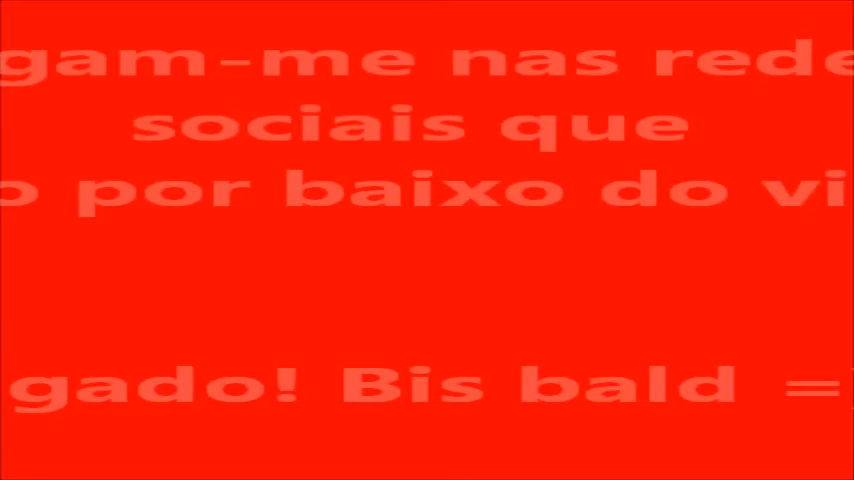 gam-me nas rede
sociais que
o por baixo do vi
gado! Bis bald =